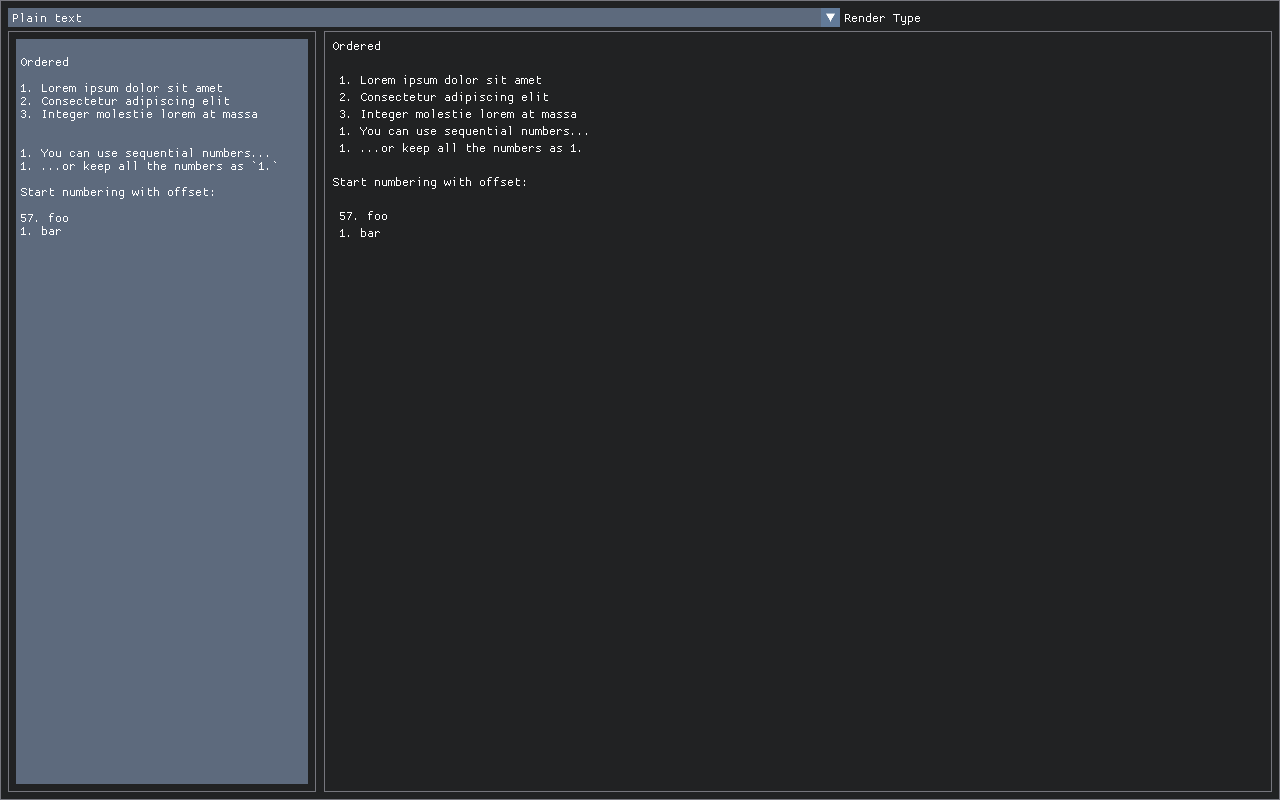 Plain text
Render Type
Ordered
1. Lorem ipsum dolor sit amet
2. Consectetur adipiscing elit
3. Integer molestie lorem at massa
1. You can use sequential numbers...
1. ...or keep all the numbers as `1.`
Start numbering with offset:
57. foo
1. bar
Ordered
1. Lorem ipsum dolor sit amet
2. Consectetur adipiscing elit
3. Integer molestie lorem at massa
1. You can use sequential numbers...
1. ...or keep all the numbers as 1.
Start numbering with offset:
57. foo
1. bar